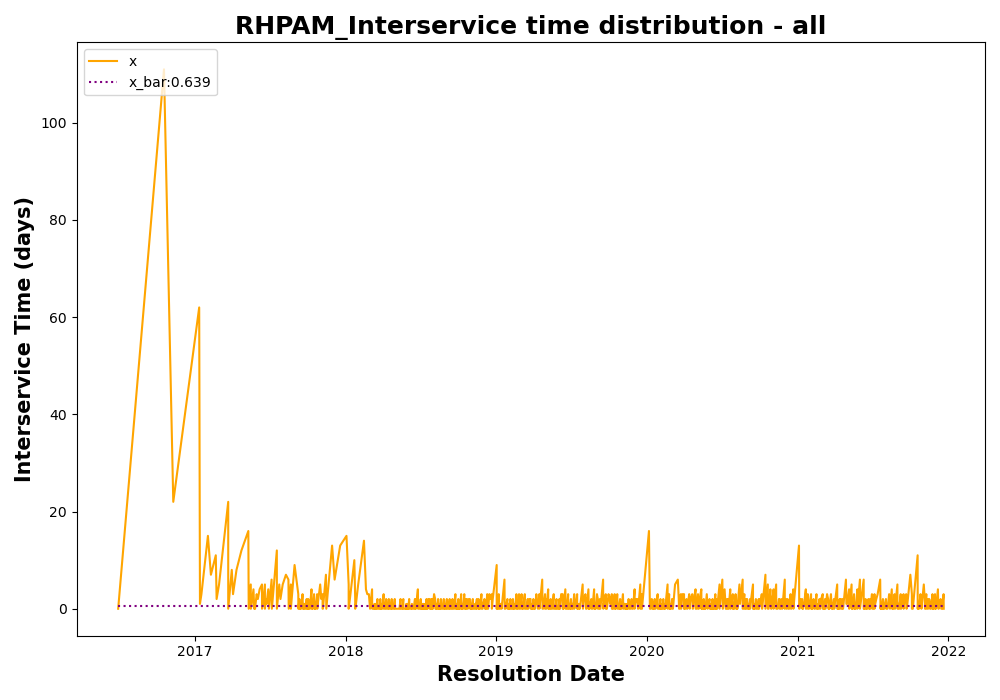 RHPAM_Interservice time distribution - all
x
x_bar:0.639
Interservice Time (days)
100
80
60
40
20
0
2017 2018 2019 2020 2021 2022
Resolution Date